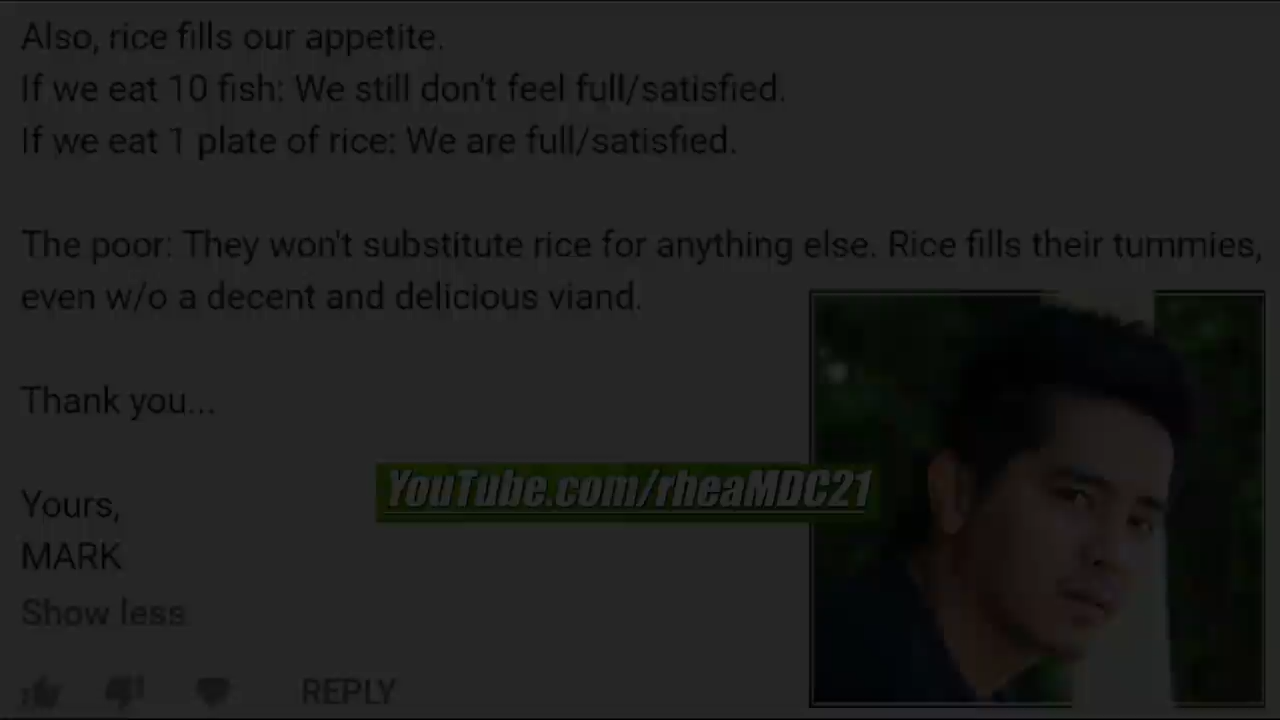 Also, rice fills our appetite.
If we eat 10 fish: We still don't feel full/satisfied.
If we eat 1 plate of rice: We are full/satisfied.
The poor: They won't substitute rice for anything else. Rice fills their tummies,
even w/o a decent and delicious viand.
Thank you...
YouTube.com/rheaMDC21
Yours,
MARK
Show less
REPLY